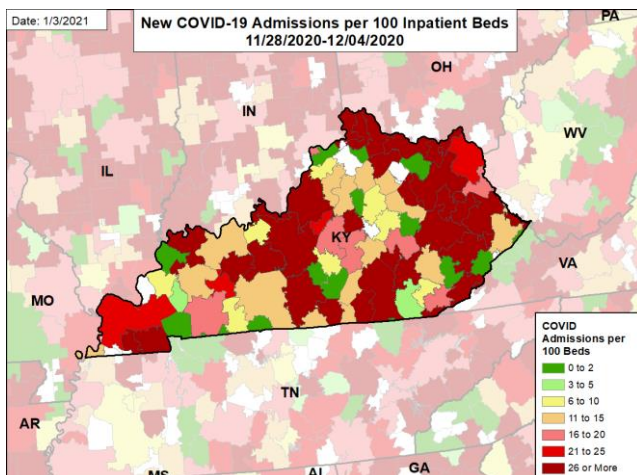 Date: 1/3/2021
New COVID-19 Admissions per 100 Inpatient Beds
11/28/2020-12/04/2020
PA
OH
IN
WV
IL
KY
VA
MO
TN
AR
MS
AL
GA
COVID
Admissions per
100 Beds
0 to 2
3 to 5
6 to 10
11 to 15
16 to 20
21 to 25
26 or More